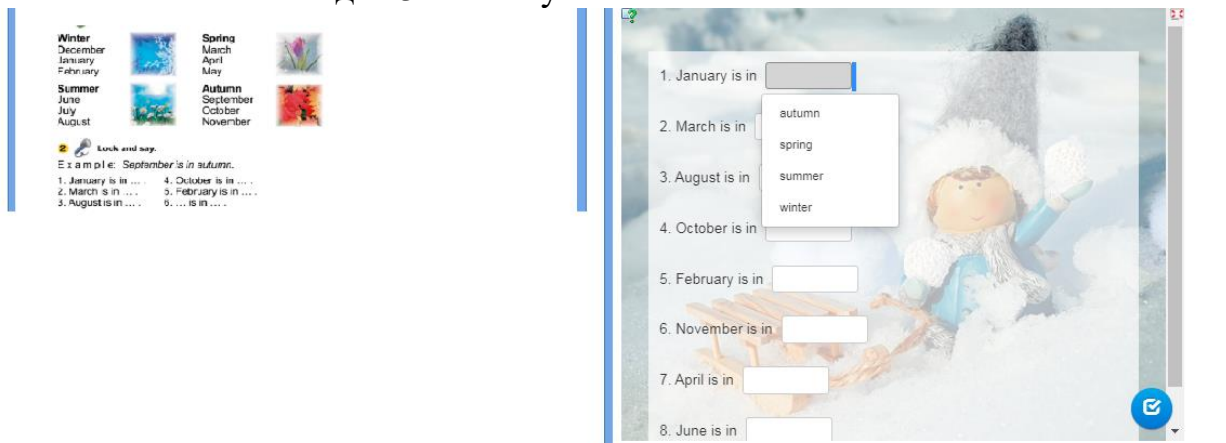 Winter
December
January
February
Spring
March
April
May
Summer
June
July
August
Autumn
September
October
November
2 Look and say.
Example: September is in autumn.
1. January is in ... .
2. March is in ... .
3. August is in ... .
4. October is in ... .
5. February is in ... .
6. ... is in ... .
1. January is in
autumn
spring
summer
winter
2. March is in
3. August is in
4. October is in
5. February is in
6. November is in
7. April is in
8. June is in